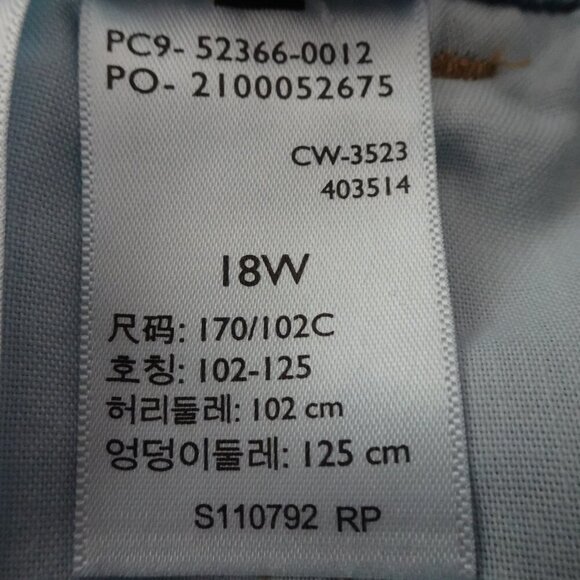 PC9- 52366-0012
PO- 2100052675
CW-3523
403514
18W
尺码: 170/102C
호칭: 102-125
허리둘레: 102 cm
엉덩이둘레: 125 cm
S110792 RP